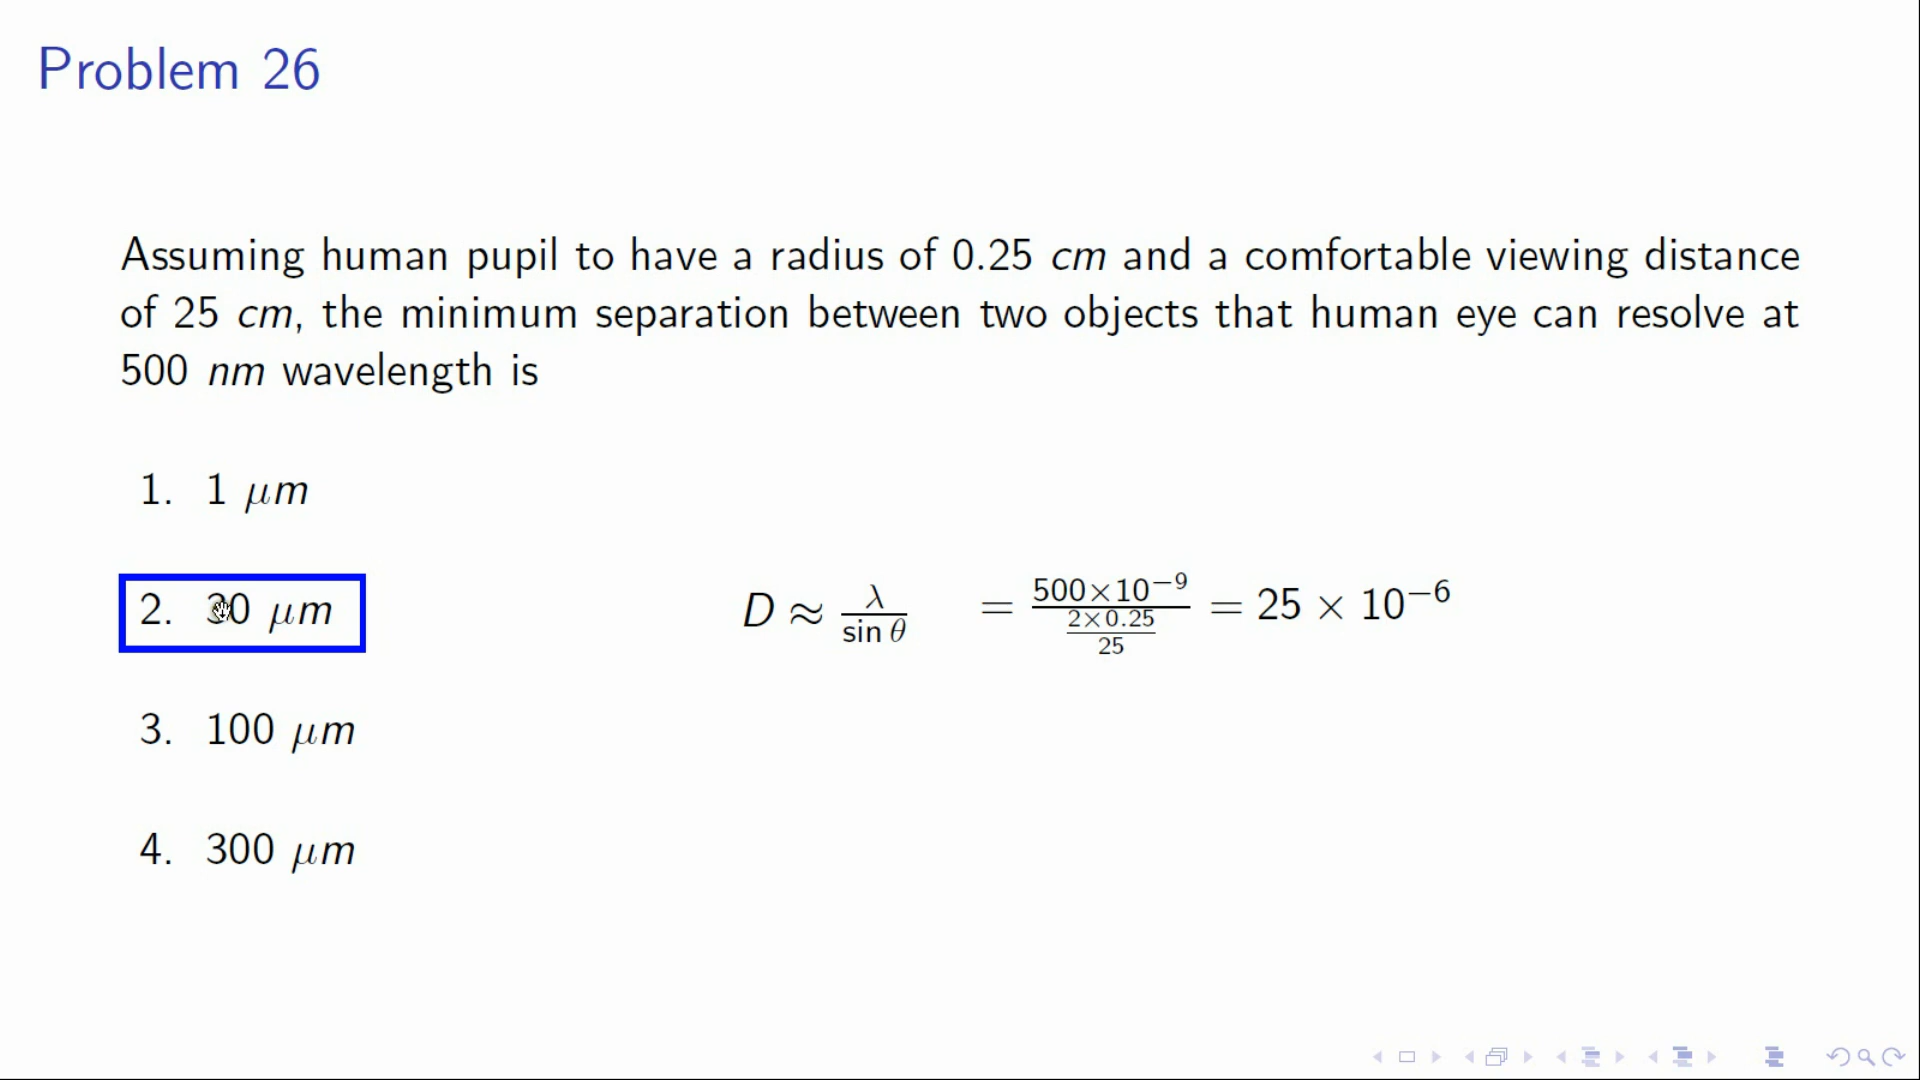 Problem 26
Assuming human pupil to have a radius of 0.25 cm and a comfortable viewing distance
of 25 cm, the minimum separation between two objects that human eye can resolve at
500 nm wavelength is
1. 1 μm
2. 30 μm
D ≈ λ/sin θ = 500×10⁻⁹/(2×0.25/25) = 25 × 10⁻⁶
3. 100 μm
4. 300 μm